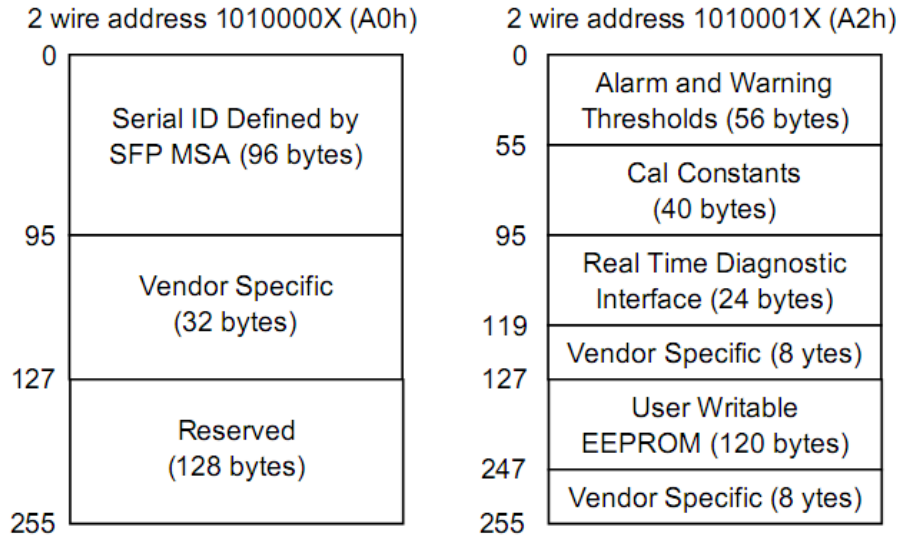 2 wire address 1010000X (A0h)
0
Serial ID Defined by
SFP MSA (96 bytes)
95
Vendor Specific
(32 bytes)
127
Reserved
(128 bytes)
255
2 wire address 1010001X (A2h)
0
Alarm and Warning
Thresholds (56 bytes)
55
Cal Constants
(40 bytes)
95
Real Time Diagnostic
Interface (24 bytes)
119
Vendor Specific (8 ytes)
127
User Writable
EEPROM (120 bytes)
247
Vendor Specific (8 ytes)
255